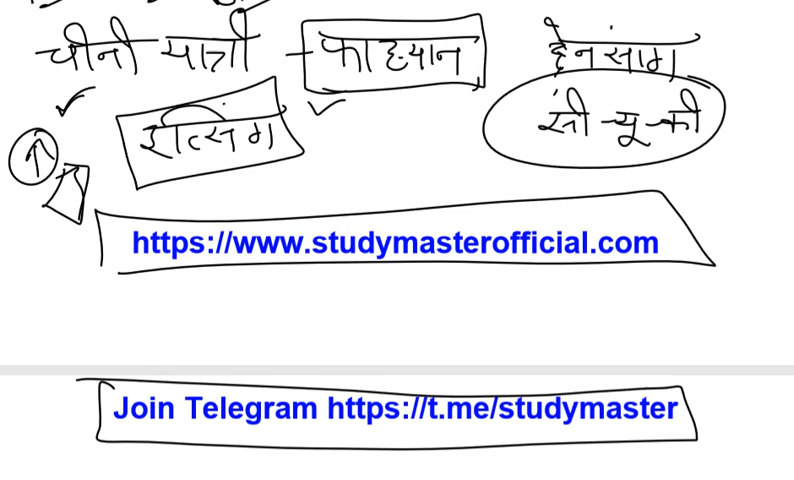 चीनी यात्री - फाह्यान हेनसांग
इत्सिंग सी-यू-की
https://www.studymasterofficial.com
Join Telegram https://t.me/studymaster